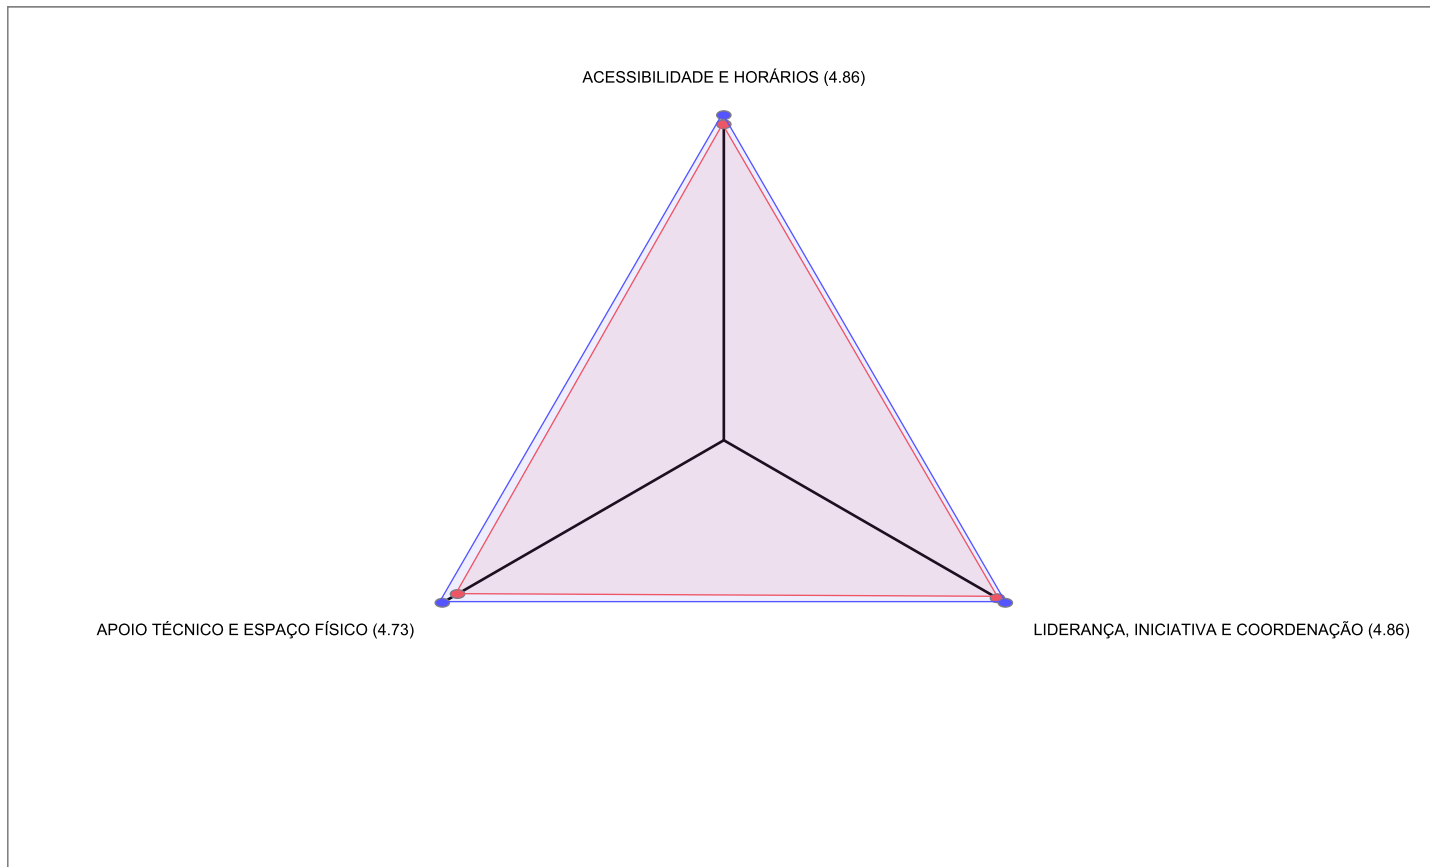 ACESSIBILIDADE E HORÁRIOS (4.86)
APOIO TÉCNICO E ESPAÇO FÍSICO (4.73)
LIDERANÇA, INICIATIVA E COORDENAÇÃO (4.86)